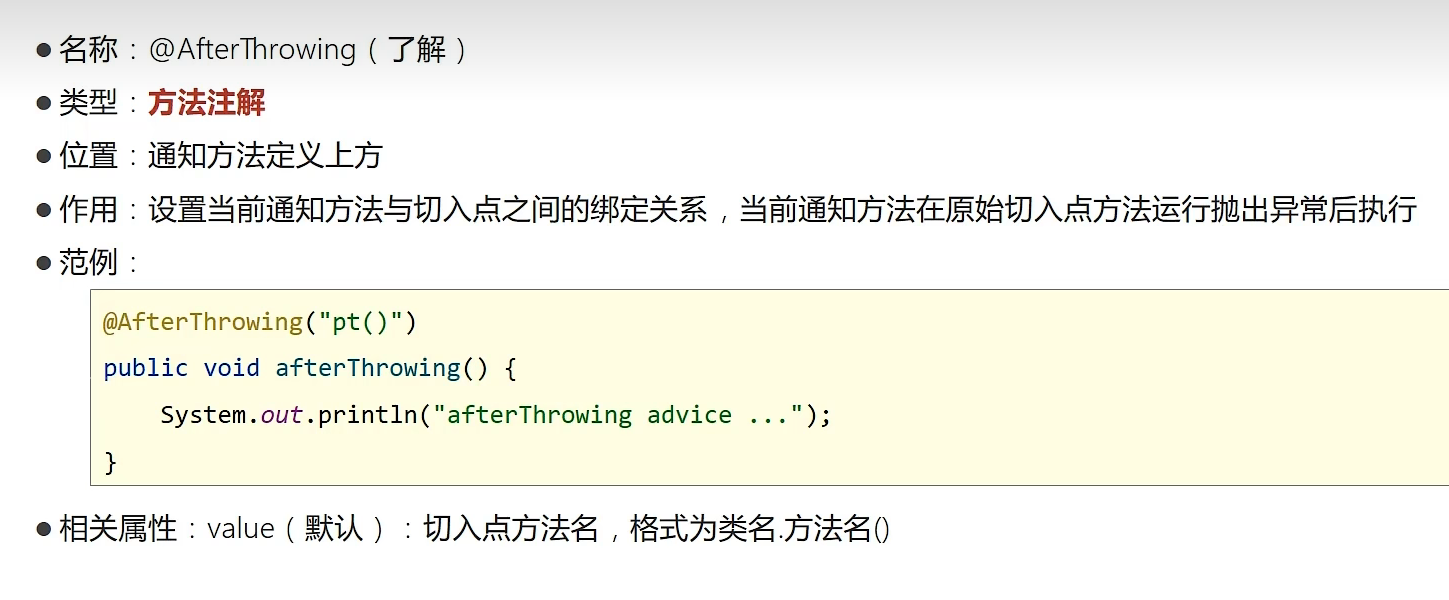 ● 名称：@AfterThrowing（了解）
● 类型：方法注解
● 位置：通知方法定义上方
● 作用：设置当前通知方法与切入点之间的绑定关系，当前通知方法在原始切入点方法运行抛出异常后执行
● 范例：
@AfterThrowing("pt()")
public void afterThrowing() {
    System.out.println("afterThrowing advice ...");
}
● 相关属性：value（默认）：切入点方法名，格式为类名.方法名()